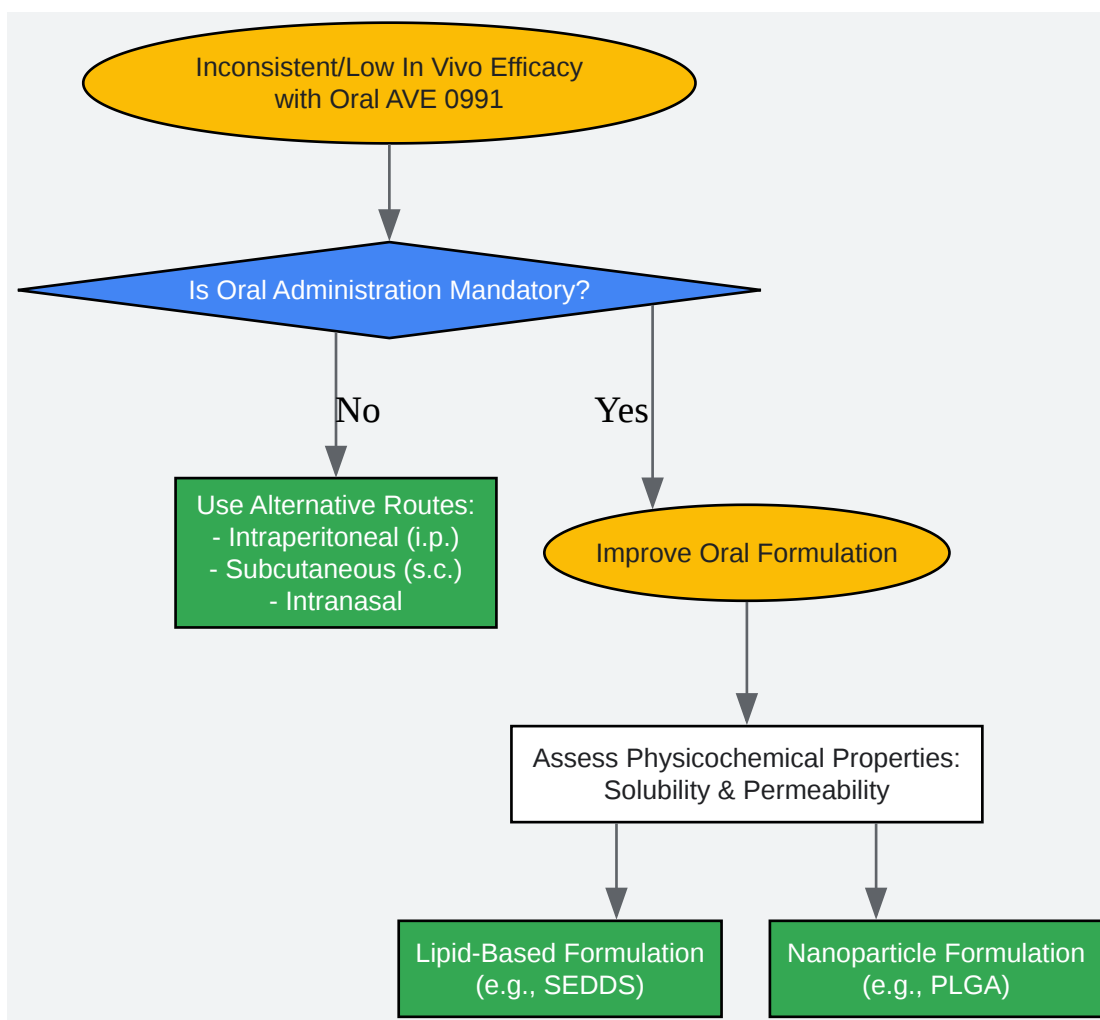 Inconsistent/Low In Vivo Efficacy
with Oral AVE 0991
Is Oral Administration Mandatory?
No
Yes
Use Alternative Routes:
- Intraperitoneal (i.p.)
- Subcutaneous (s.c.)
- Intranasal
Improve Oral Formulation
Assess Physicochemical Properties:
Solubility & Permeability
Lipid-Based Formulation
(e.g., SEDDS)
Nanoparticle Formulation
(e.g., PLGA)